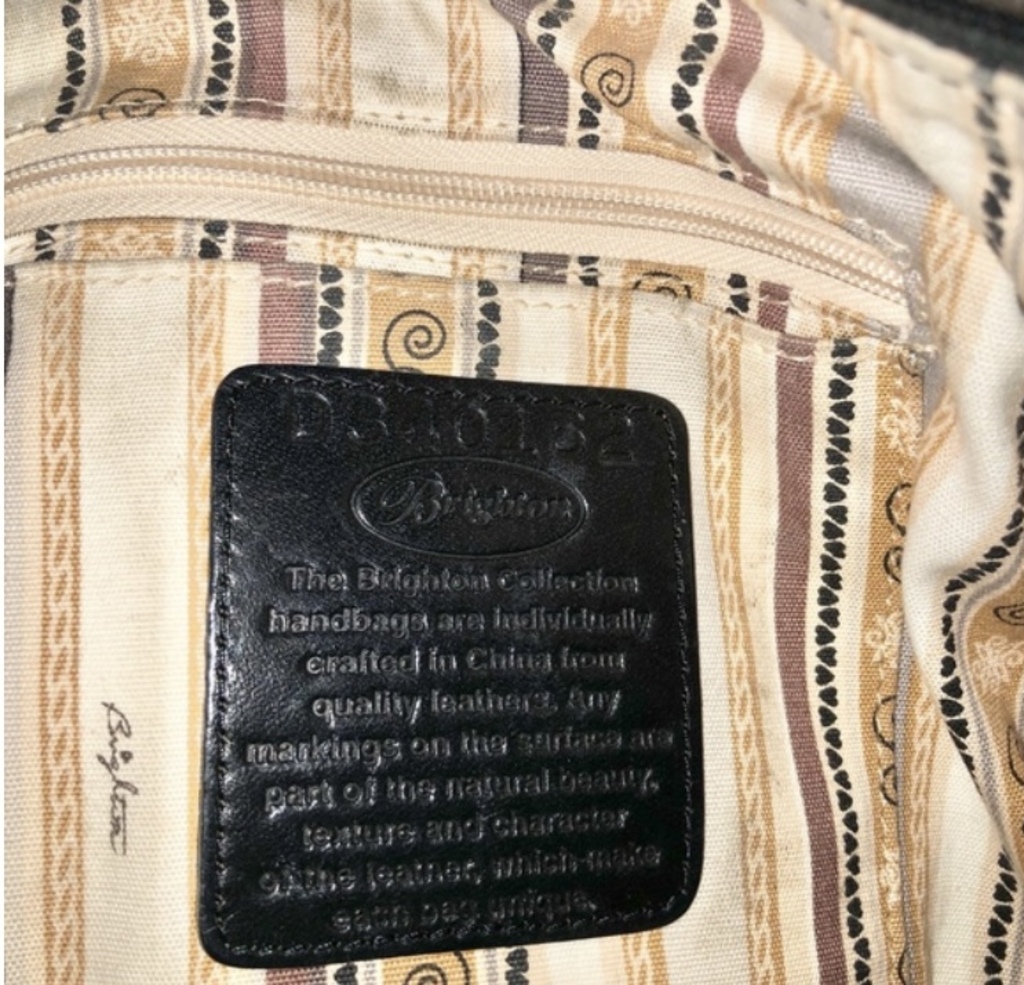 Brighton
The Brighton Collection
handbags are individually
crafted in China from
quality leathers. Any
markings on the surface are
part of the natural beauty,
texture and character
of the leather, which make
each bag unique.
Brighton